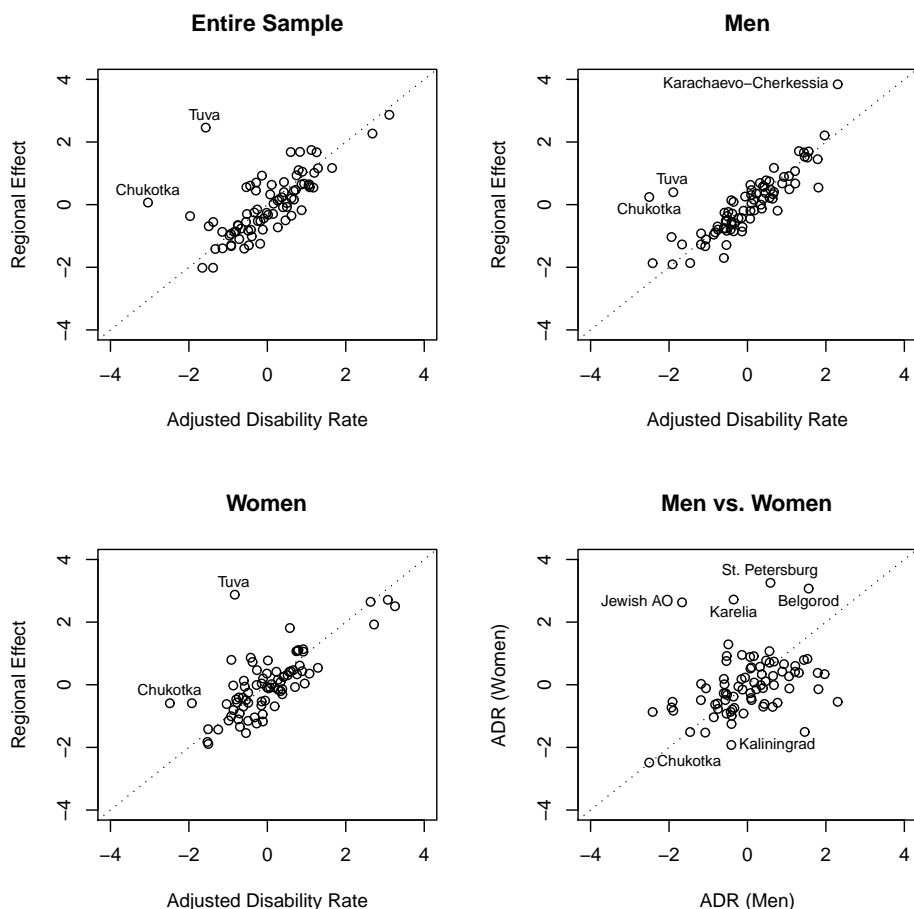 Entire Sample
Regional Effect
4
2
0
−2
−4
Tuva
Chukotka
−4 −2 0 2 4
Adjusted Disability Rate
Men
Regional Effect
4
2
0
−2
−4
Karachaevo−Cherkessia
Tuva
Chukotka
−4 −2 0 2 4
Adjusted Disability Rate
Women
Regional Effect
4
2
0
−2
−4
Tuva
Chukotka
−4 −2 0 2 4
Adjusted Disability Rate
Men vs. Women
ADR (Women)
4
2
0
−2
−4
St. Petersburg
Jewish AO
Karelia
Belgorod
Kaliningrad
Chukotka
−4 −2 0 2 4
ADR (Men)